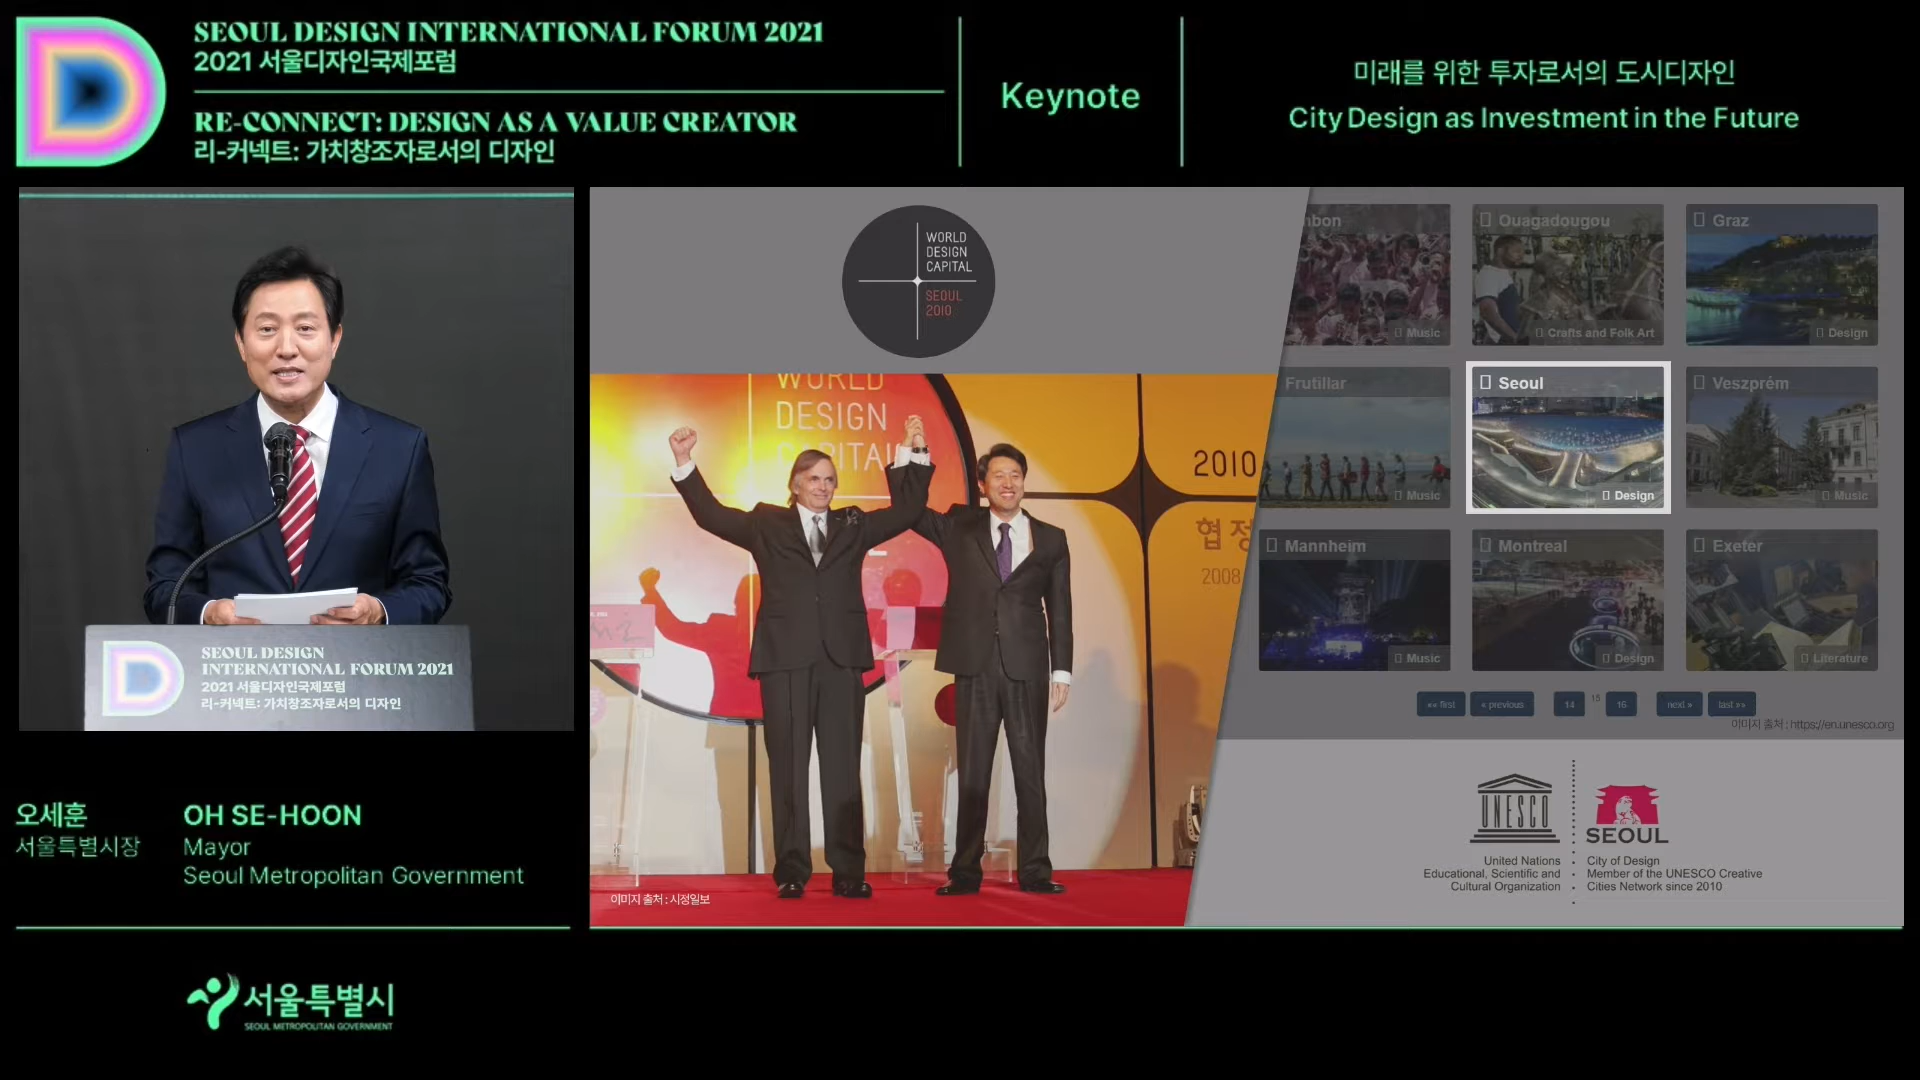 SEOUL DESIGN INTERNATIONAL FORUM 2021
2021 서울디자인국제포럼
RE-CONNECT: DESIGN AS A VALUE CREATOR
리-커넥트: 가치창조자로서의 디자인
Keynote
미래를 위한 투자로서의 도시디자인
City Design as Investment in the Future
SEOUL DESIGN
INTERNATIONAL FORUM 2021
2021 서울디자인국제포럼
리-커넥트: 가치창조자로서의 디자인
오세훈
서울특별시장
OH SE-HOON
Mayor
Seoul Metropolitan Government
서울특별시
SEOUL METROPOLITAN GOVERNMENT
WORLD
DESIGN
CAPITAL
SEOUL
2010
WORLD
DESIGN
2010
협정
2008
이미지 출처 : 시정일보
Music
Ouagadougou
Crafts and Folk Art
Graz
Design
Frutillar
Music
Seoul
Design
Veszprém
Music
Mannheim
Music
Montreal
Design
Exeter
Literature
«« first
« previous
14
15
16
next »
last »»
이미지 출처 : https://en.unesco.org
UNESCO
United Nations
Educational, Scientific and
Cultural Organization
SEOUL
City of Design
Member of the UNESCO Creative
Cities Network since 2010